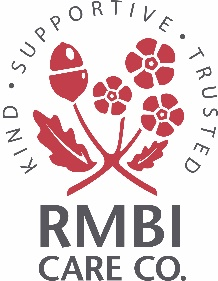 KIND · SUPPORTIVE · TRUSTED
RMBI
CARE CO.